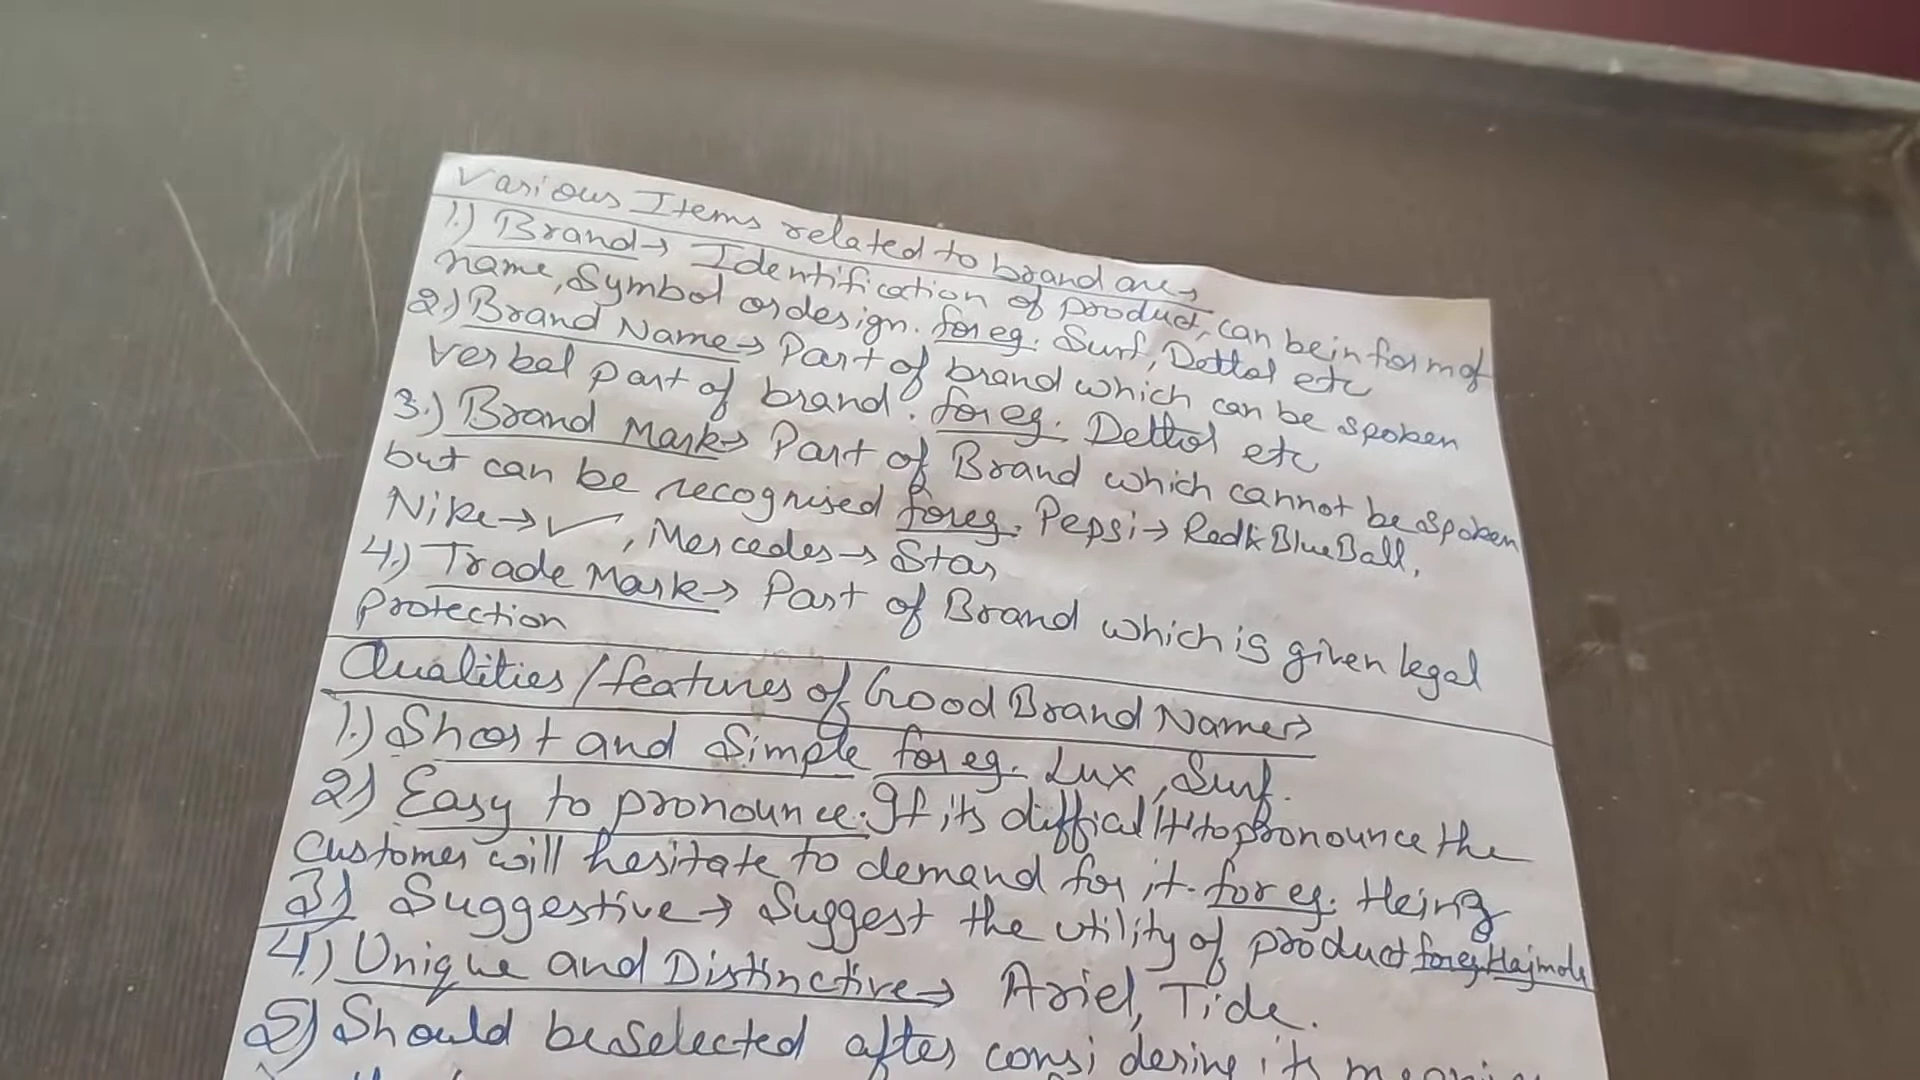 Various Items related to brand are→
1.) Brand→ Identification of product, can be in form of
name, Symbol or design. for eg. Surf, Dettol etc
2.) Brand Name→ Part of brand which can be spoken
Verbal part of brand. for eg. Dettol etc
3.) Brand Mark→ Part of Brand which cannot be spoken
but can be recognised for eg. Pepsi→ Red & Blue Ball,
Nike→ ✓, Mercedes→ Star
4.) Trade Mark→ Part of Brand which is given legal
protection
Qualities/features of Good Brand Name→
1.) Short and Simple for eg. Lux, Surf.
2) Easy to pronounce. If its difficult to pronounce the
Customer will hesitate to demand for it. for eg. Heing
3) Suggestive→ Suggest the utility of product for eg. Hajmola
4.) Unique and Distinctive→ Ariel, Tide.
5) Should be selected after considering its